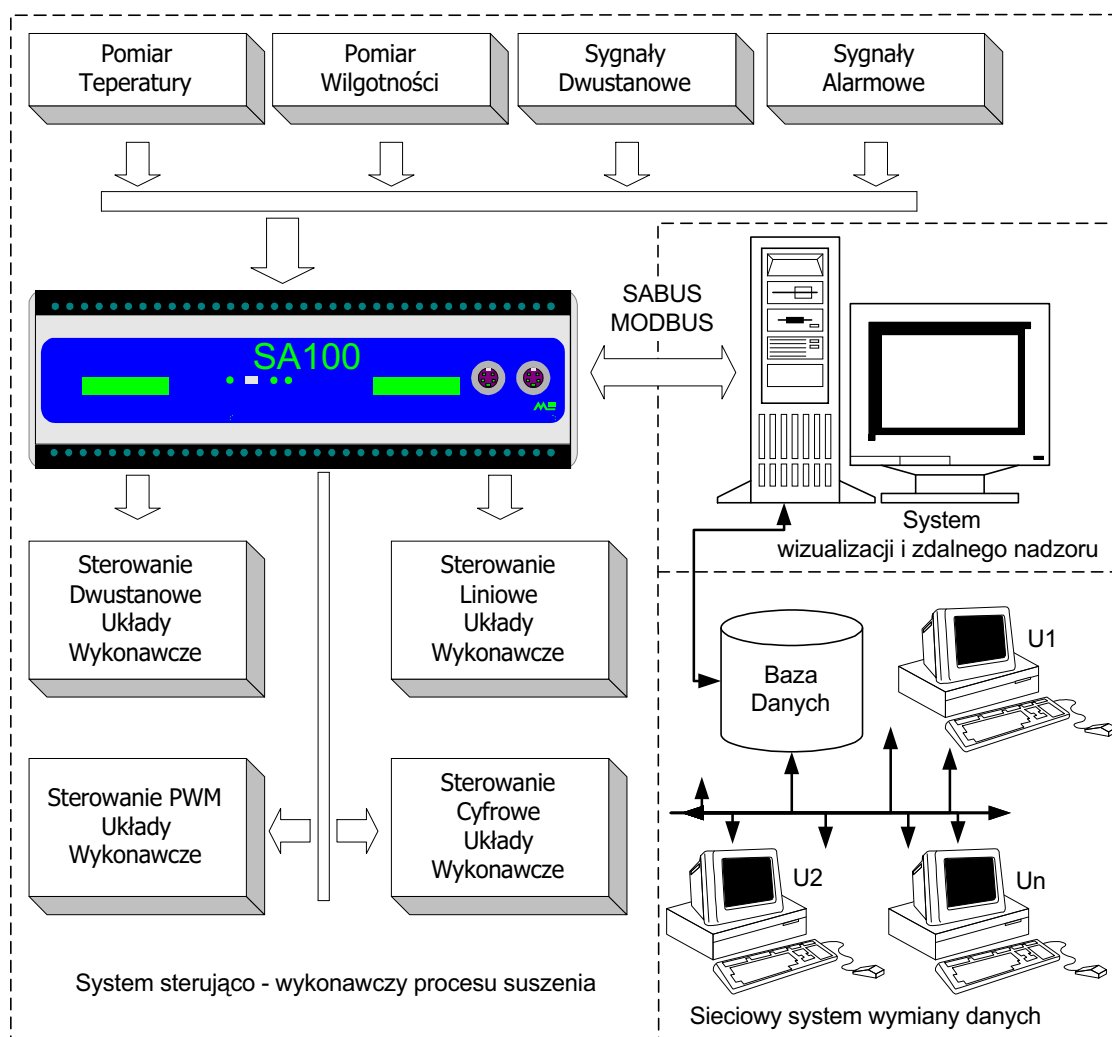 Pomiar
Teperatury
Pomiar
Wilgotności
Sygnały
Dwustanowe
Sygnały
Alarmowe
SABUS
MODBUS
SA100
System
wizualizacji i zdalnego nadzoru
Sterowanie
Dwustanowe
Układy
Wykonawcze
Sterowanie
Liniowe
Układy
Wykonawcze
Sterowanie PWM
Układy
Wykonawcze
Sterowanie
Cyfrowe
Układy
Wykonawcze
Baza
Danych
U1
U2
Un
System sterująco - wykonawczy procesu suszenia
Sieciowy system wymiany danych